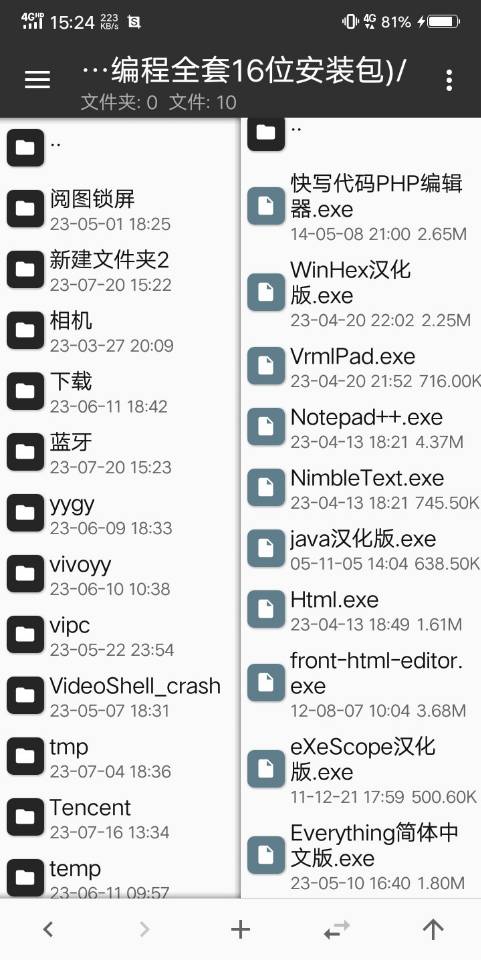 4GHD 15:24 223 KB/s 4G 81%
…编程全套16位安装包)/
文件夹: 0 文件: 10
..
阅图锁屏
23-05-01 18:25
新建文件夹2
23-07-20 15:22
相机
23-03-27 20:09
下载
23-06-11 18:42
蓝牙
23-07-20 15:23
yygy
23-06-09 18:33
vivoyy
23-06-10 10:38
vipc
23-05-22 23:54
VideoShell_crash
23-05-07 18:31
tmp
23-07-04 18:36
Tencent
23-07-16 13:34
temp
23-06-11 09:57
..
快写代码PHP编辑
器.exe
14-05-08 21:00 2.65M
WinHex汉化
版.exe
23-04-20 22:02 2.25M
VrmlPad.exe
23-04-20 21:52 716.00K
Notepad++.exe
23-04-13 18:21 4.37M
NimbleText.exe
23-04-13 18:21 745.50K
java汉化版.exe
05-11-05 14:04 638.50K
Html.exe
23-04-13 18:49 1.61M
front-html-editor.
exe
12-08-07 10:04 3.68M
eXeScope汉化
版.exe
11-12-21 17:59 500.60K
Everything简体中
文版.exe
23-05-10 16:40 1.80M